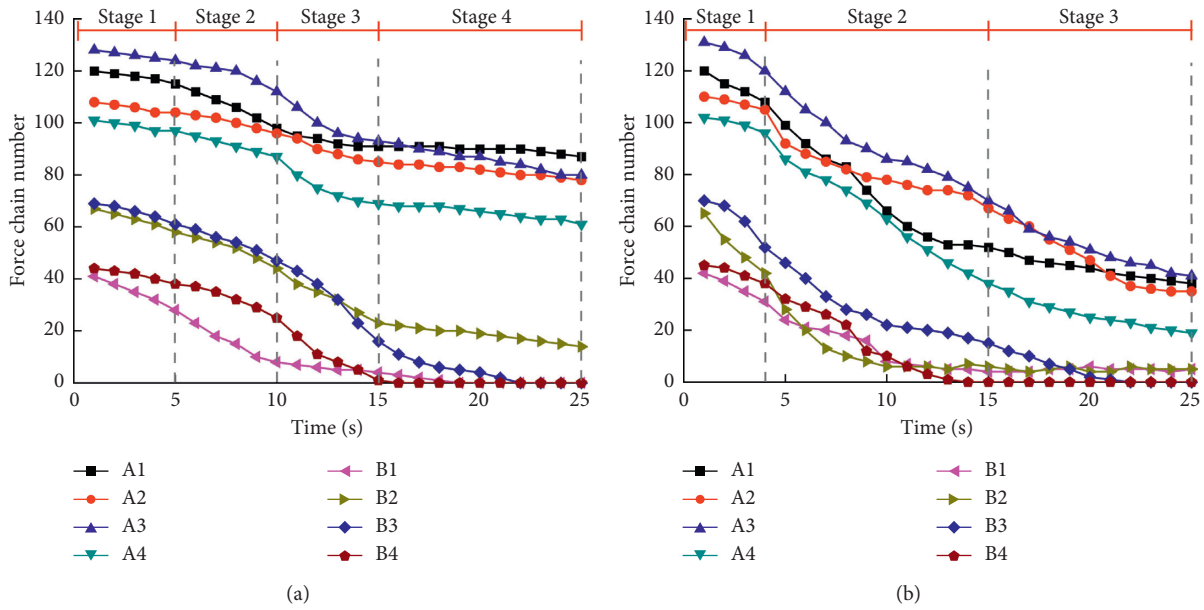 Stage 1 Stage 2 Stage 3 Stage 4
140
120
100
80
60
40
20
0
Force chain number
0 5 10 15 20 25
Time (s)
A1 B1
A2 B2
A3 B3
A4 B4
(a)
Stage 1 Stage 2 Stage 3
140
120
100
80
60
40
20
0
Force chain number
0 5 10 15 20 25
Time (s)
A1 B1
A2 B2
A3 B3
A4 B4
(b)